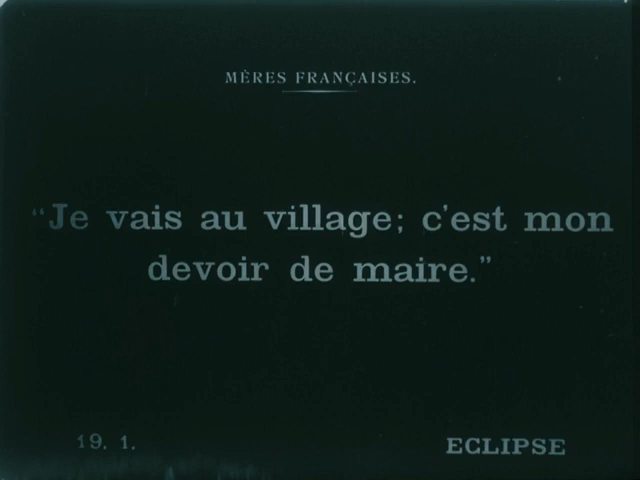 MÈRES FRANÇAISES.
“Je vais au village; c'est mon
devoir de maire.”
19. 1.
ECLIPSE